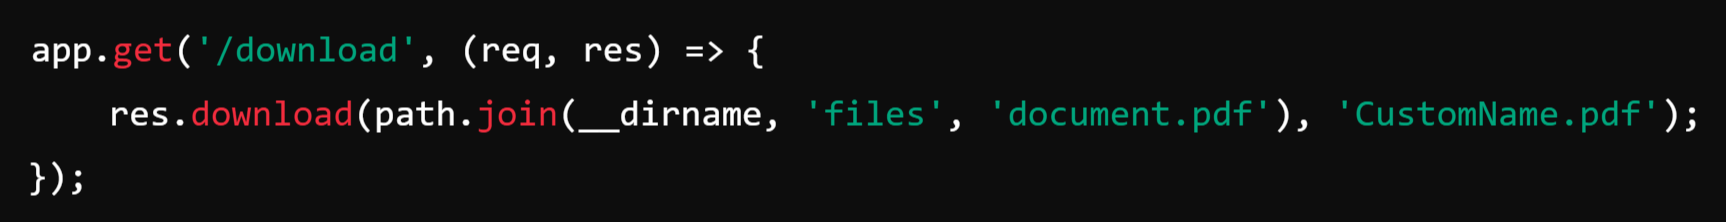 app.get('/download', (req, res) => {
    res.download(path.join(__dirname, 'files', 'document.pdf'), 'CustomName.pdf');
});